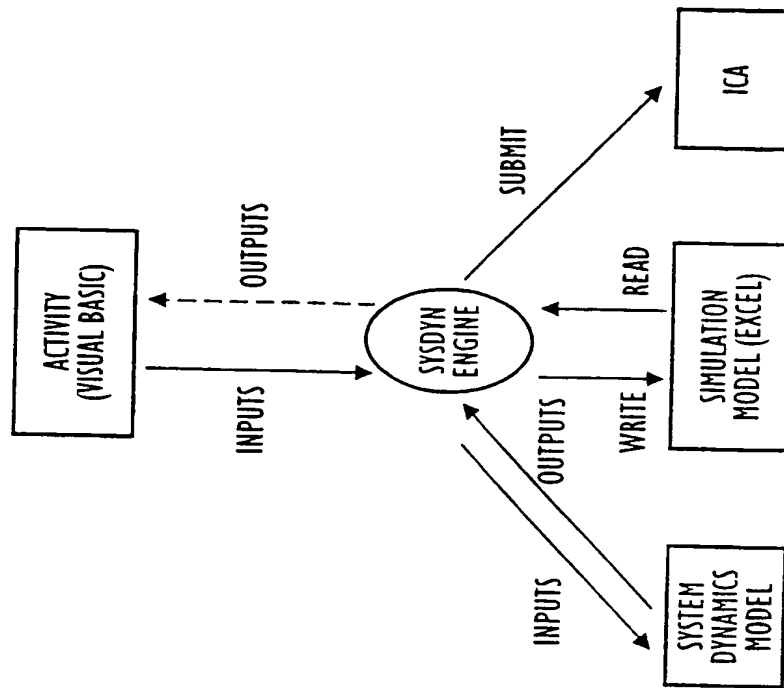 ACTIVITY
(VISUAL BASIC)
INPUTS
OUTPUTS
SYSDYN
ENGINE
SUBMIT
INPUTS
OUTPUTS
WRITE
READ
SYSTEM
DYNAMICS
MODEL
SIMULATION
MODEL (EXCEL)
ICA